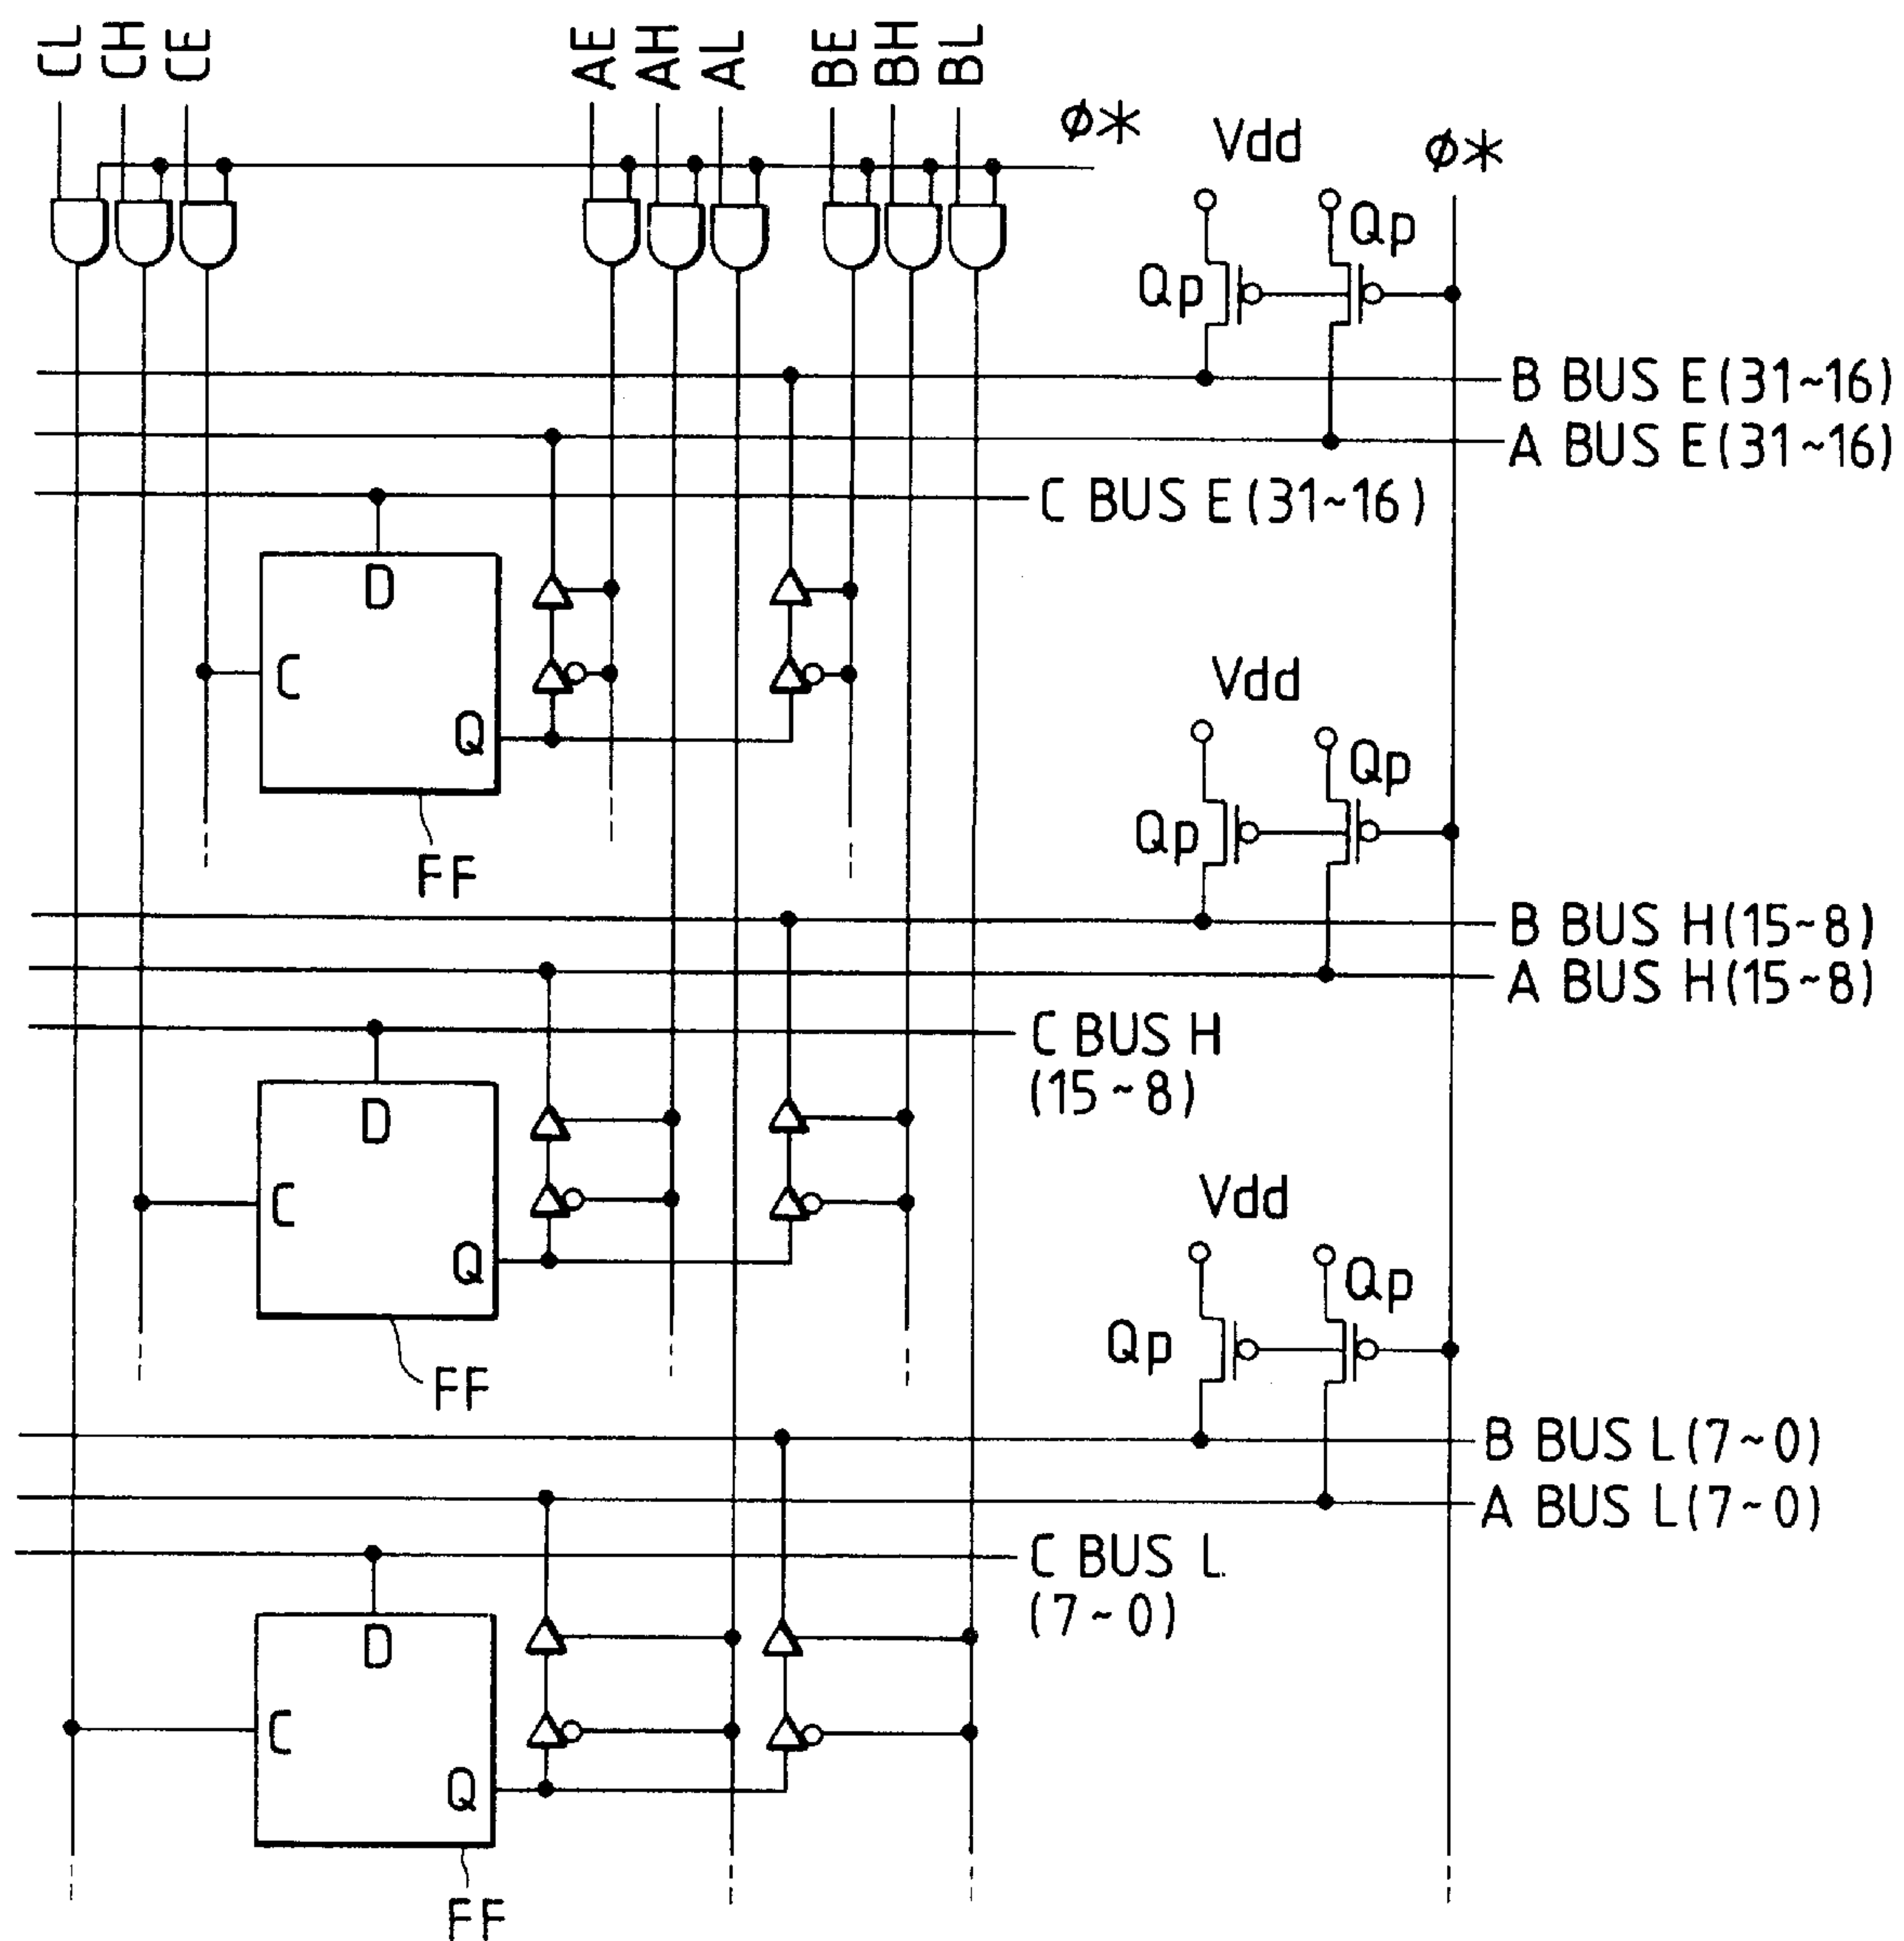 CL CH CE AE AH AL BE BH BL
ø*
Vdd
ø*
Qp
Qp
B BUS E(31~16)
A BUS E(31~16)
C BUS E(31~16)
D
C
Q
FF
Vdd
Qp
Qp
B BUS H(15~8)
A BUS H(15~8)
C BUS H
(15~8)
D
C
Q
FF
Vdd
Qp
Qp
B BUS L(7~0)
A BUS L(7~0)
C BUS L
(7~0)
D
C
Q
FF